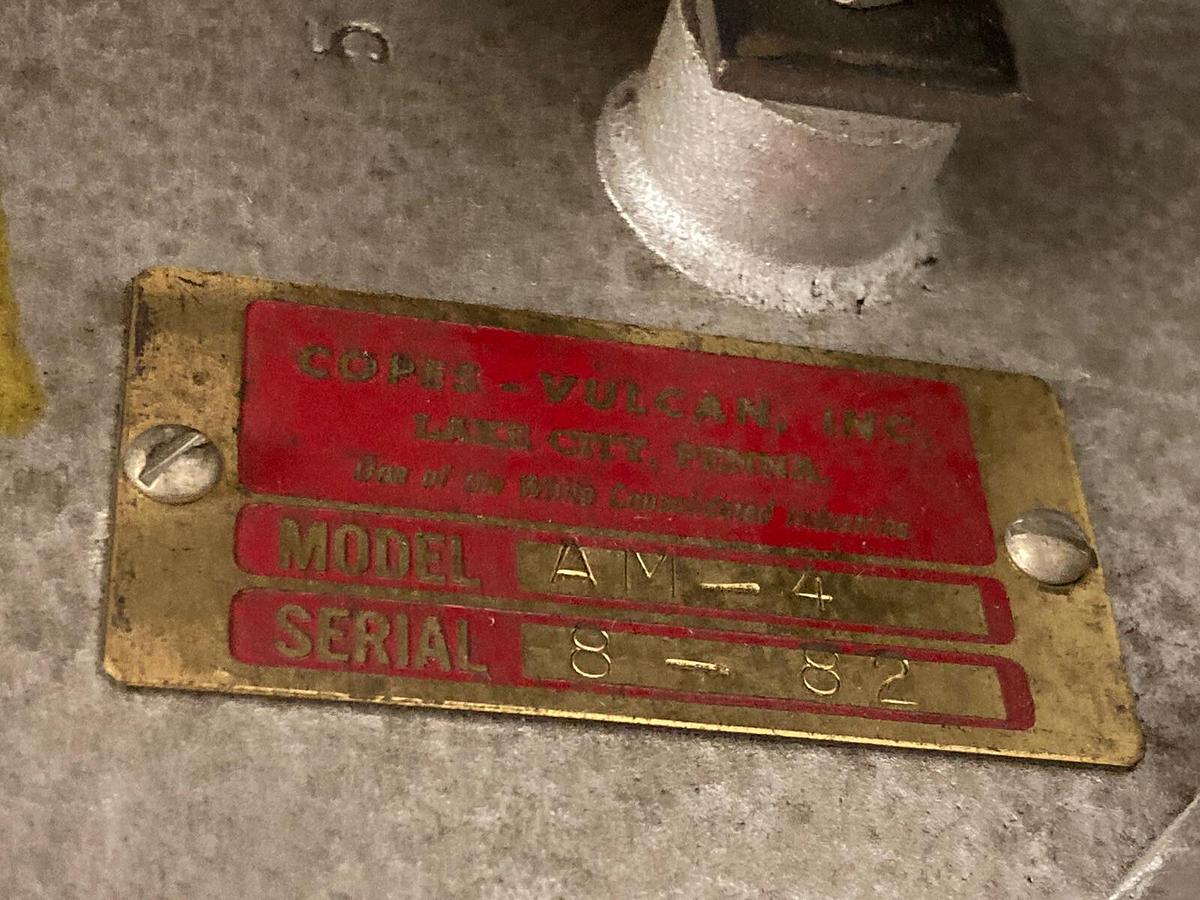 5
COPES - VULCAN, INC.
LAKE CITY, PENNA.
One of the White Consolidated Industries
MODEL AM-4
SERIAL 8-82